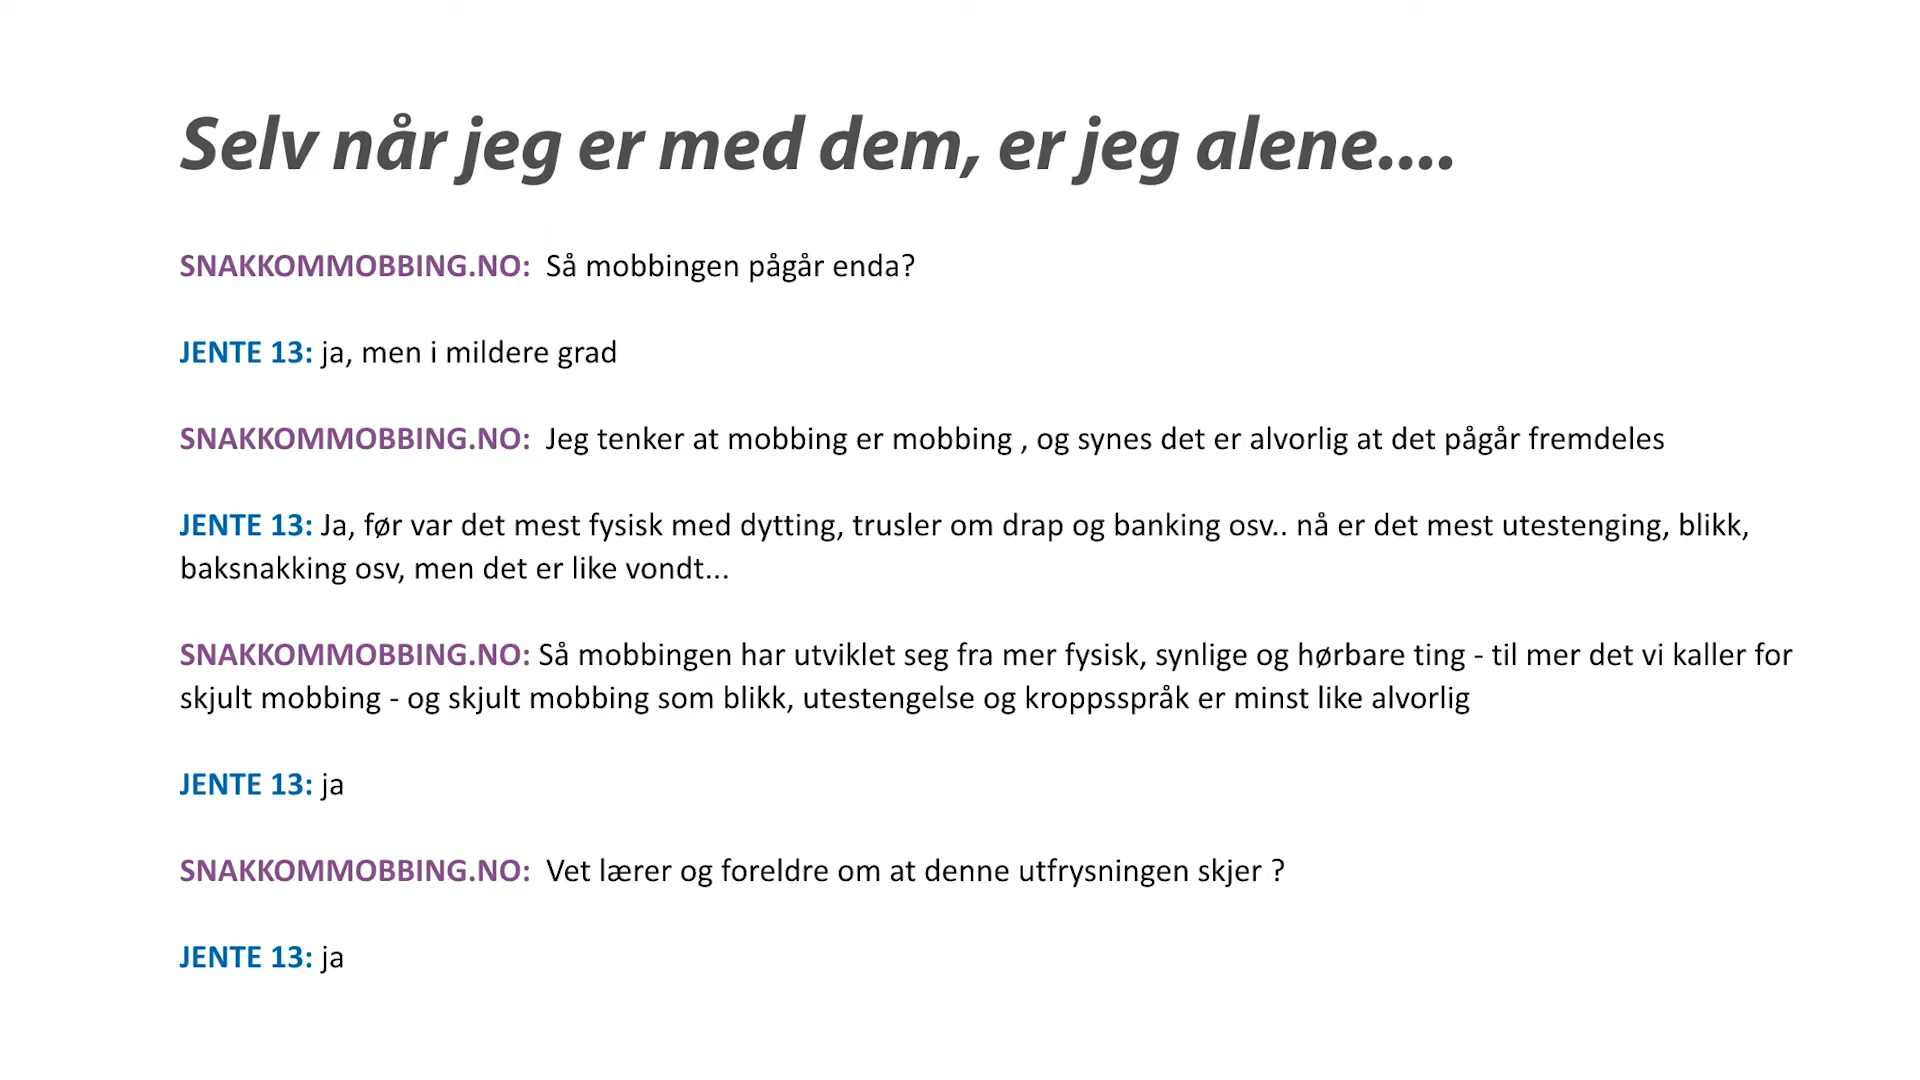 Selv når jeg er med dem, er jeg alene....
SNAKKOMMOBBING.NO:  Så mobbingen pågår enda?
JENTE 13: ja, men i mildere grad
SNAKKOMMOBBING.NO:  Jeg tenker at mobbing er mobbing , og synes det er alvorlig at det pågår fremdeles
JENTE 13: Ja, før var det mest fysisk med dytting, trusler om drap og banking osv.. nå er det mest utestenging, blikk,
baksnakking osv, men det er like vondt...
SNAKKOMMOBBING.NO: Så mobbingen har utviklet seg fra mer fysisk, synlige og hørbare ting - til mer det vi kaller for
skjult mobbing - og skjult mobbing som blikk, utestengelse og kroppsspråk er minst like alvorlig
JENTE 13: ja
SNAKKOMMOBBING.NO:  Vet lærer og foreldre om at denne utfrysningen skjer ?
JENTE 13: ja